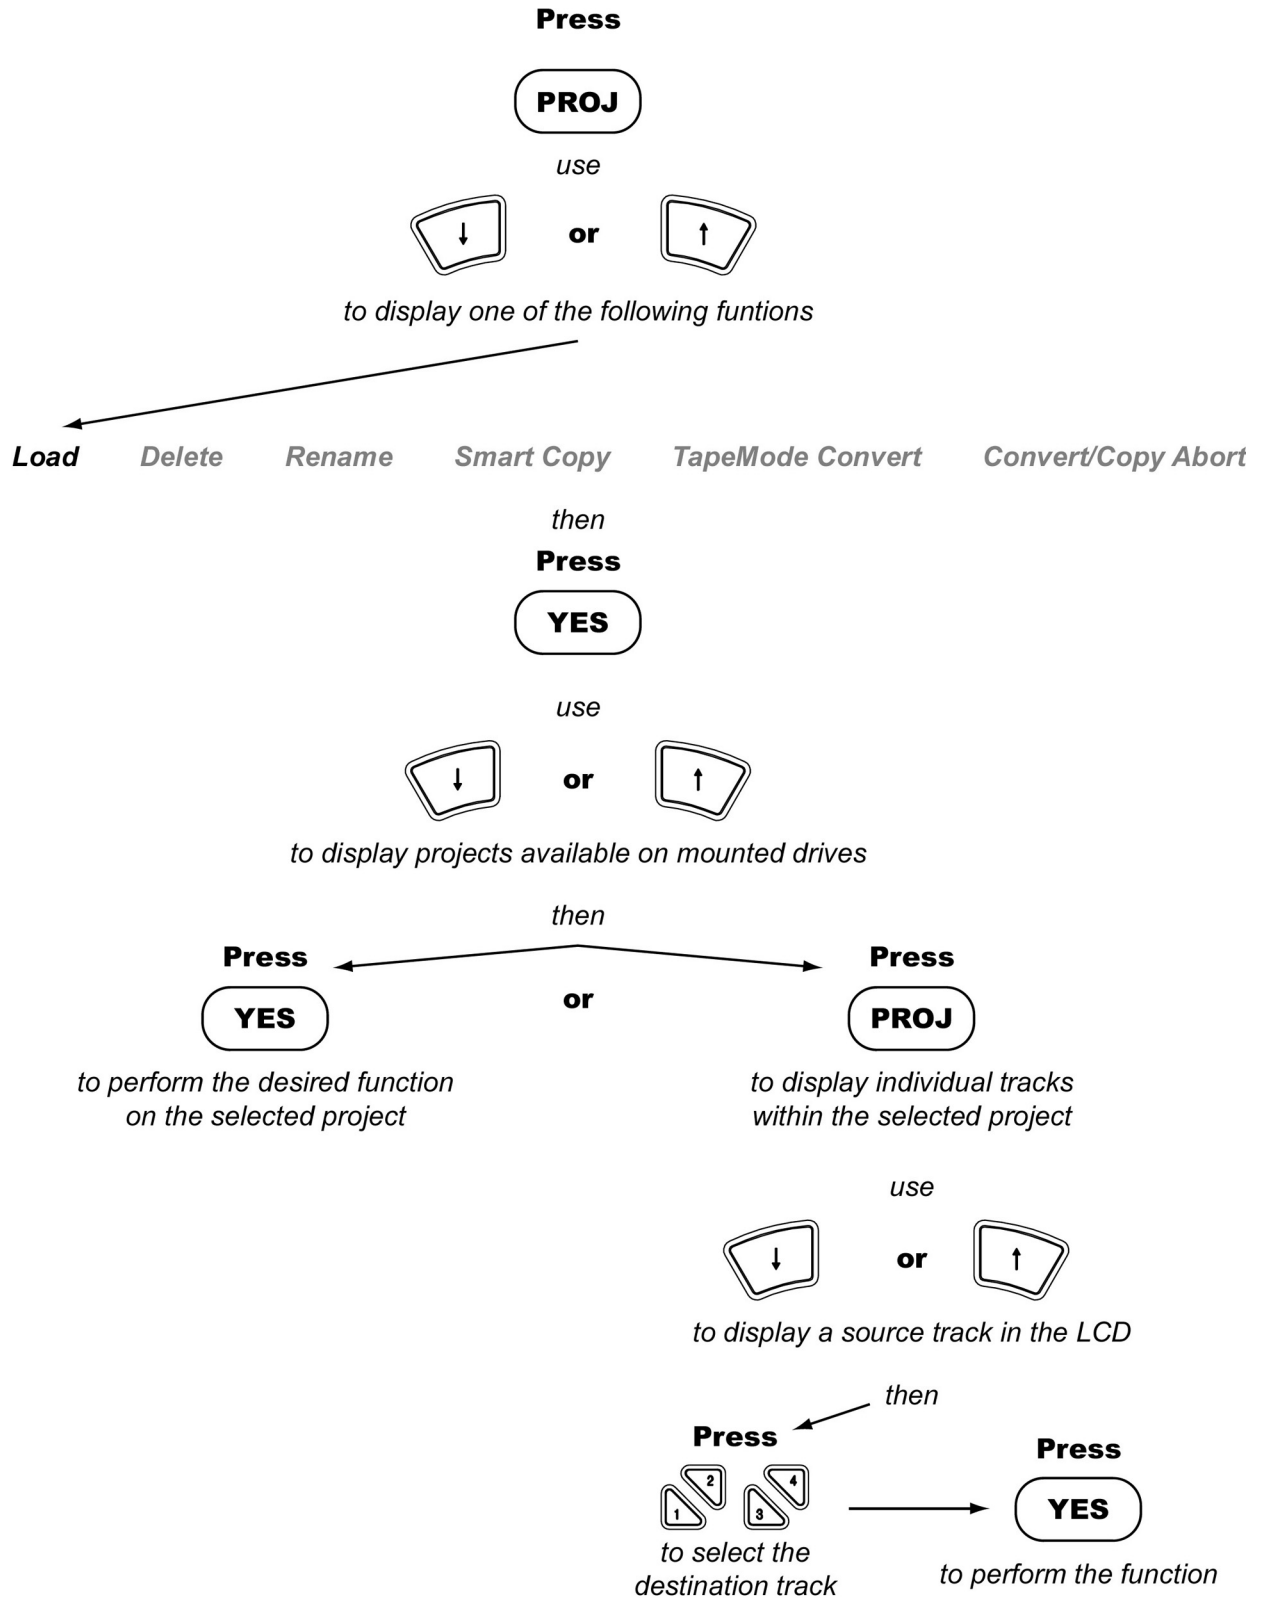 Press
PROJ
use
↓ or ↑
to display one of the following funtions
Load Delete Rename Smart Copy TapeMode Convert Convert/Copy Abort
then
Press
YES
use
↓ or ↑
to display projects available on mounted drives
then
Press
YES
to perform the desired function
on the selected project
or
Press
PROJ
to display individual tracks
within the selected project
use
↓ or ↑
to display a source track in the LCD
then
Press
1 2 3 4
to select the
destination track
Press
YES
to perform the function